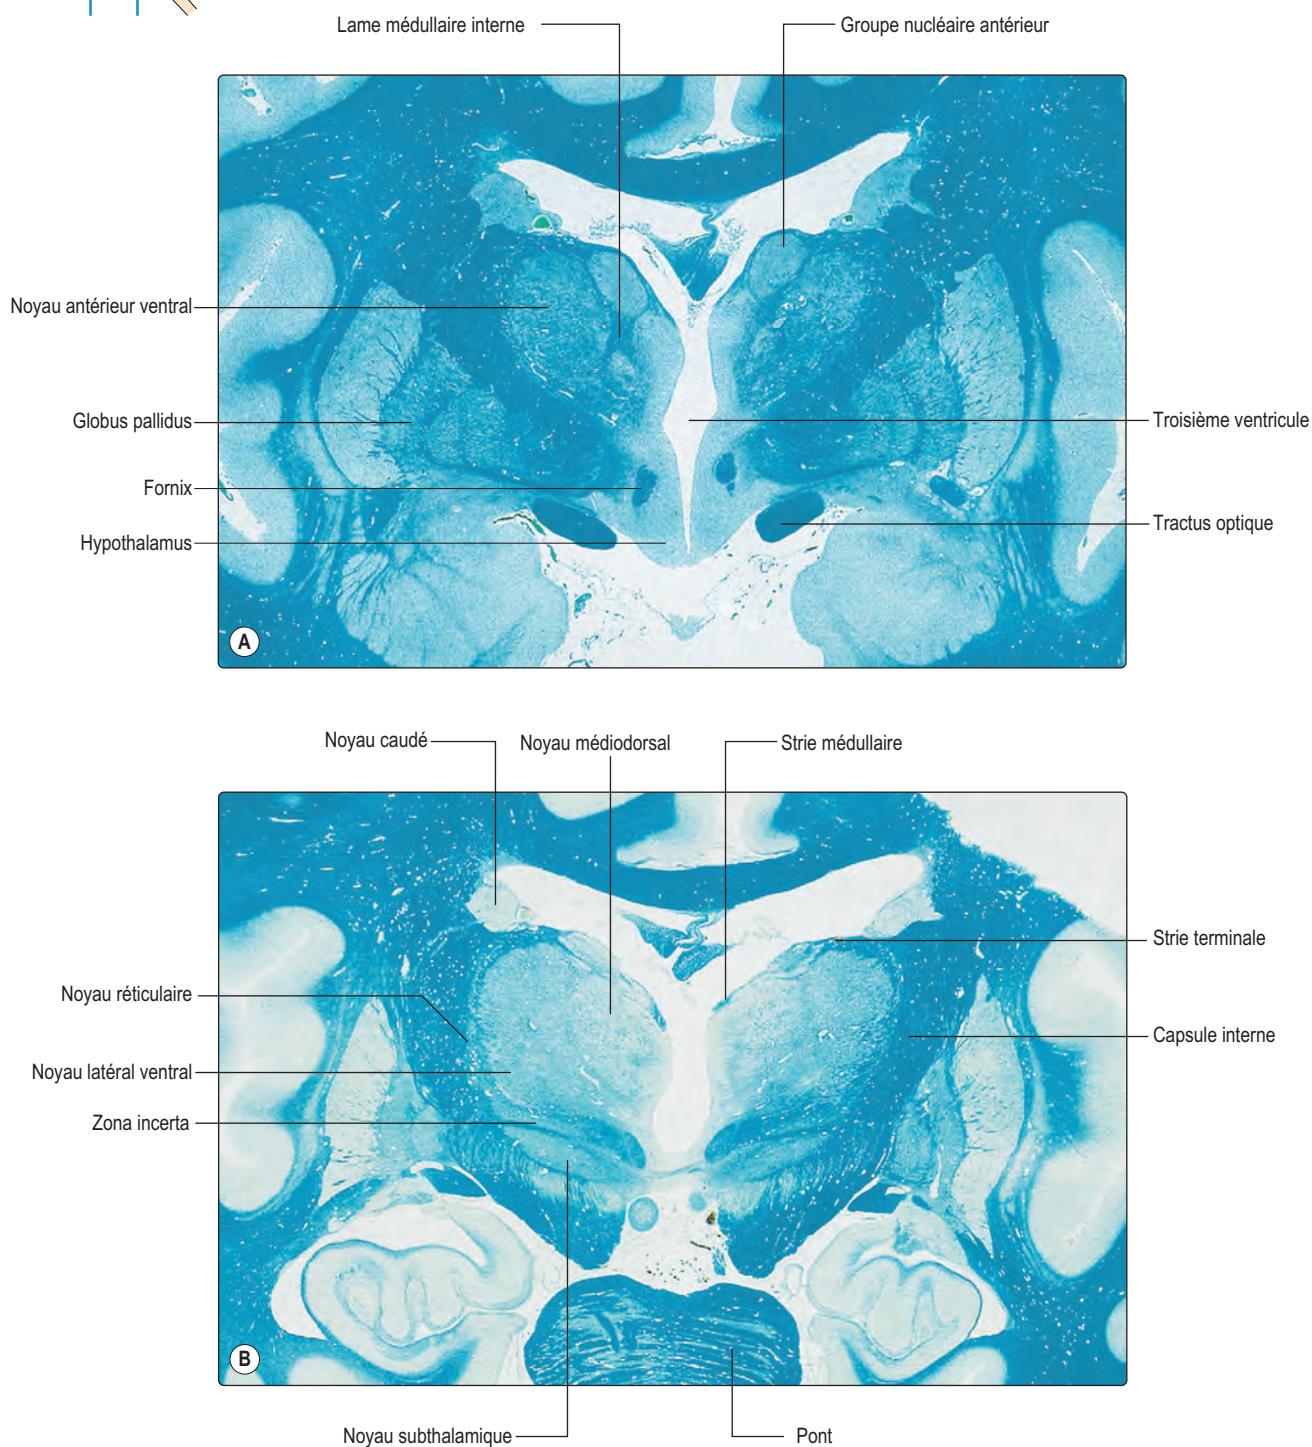 Lame médullaire interne
Groupe nucléaire antérieur
Noyau antérieur ventral
Globus pallidus
Troisième ventricule
Fornix
Tractus optique
Hypothalamus
A
Noyau caudé
Noyau médiodorsal
Strie médullaire
Strie terminale
Noyau réticulaire
Capsule interne
Noyau latéral ventral
Zona incerta
B
Noyau subthalamique
Pont